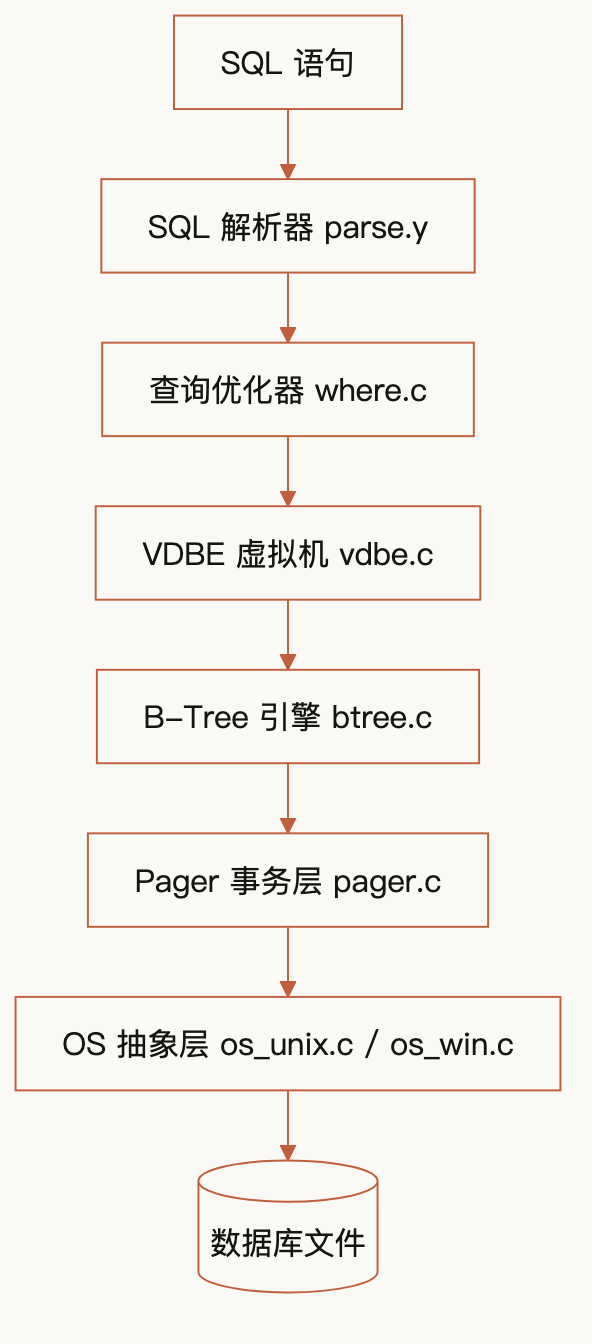 SQL 语句
SQL 解析器 parse.y
查询优化器 where.c
VDBE 虚拟机 vdbe.c
B-Tree 引擎 btree.c
Pager 事务层 pager.c
OS 抽象层 os_unix.c / os_win.c
数据库文件